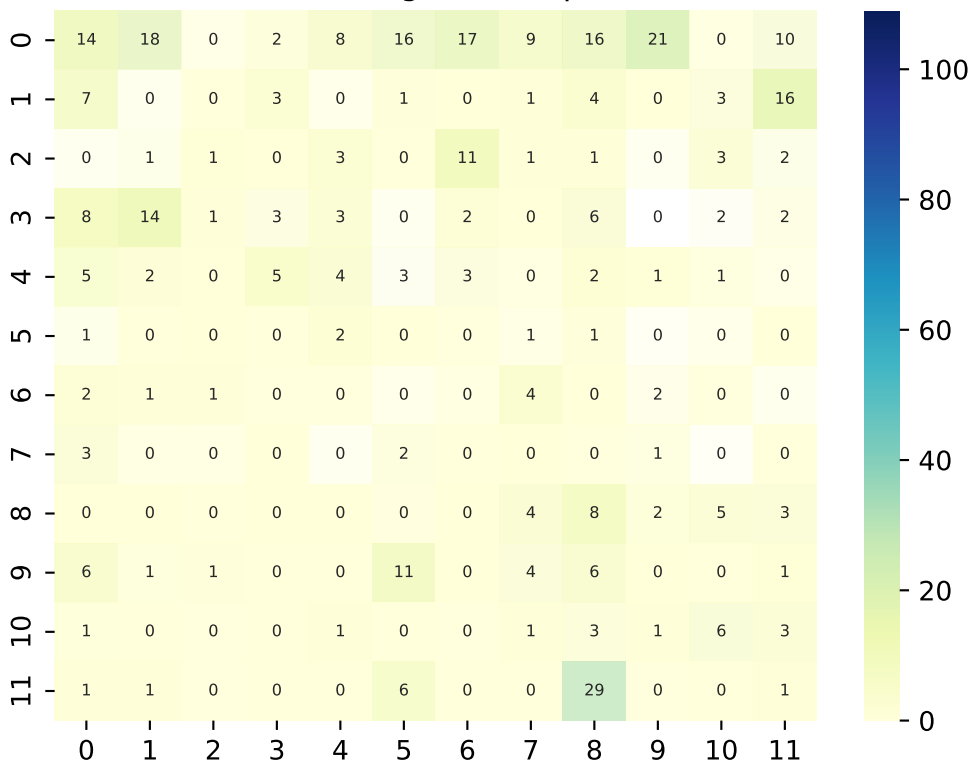 0 14 18 0 2 8 16 17 9 16 21 0 10
1 7 0 0 3 0 1 0 1 4 0 3 16
2 0 1 1 0 3 0 11 1 1 0 3 2
3 8 14 1 3 3 0 2 0 6 0 2 2
4 5 2 0 5 4 3 3 0 2 1 1 0
5 1 0 0 0 2 0 0 1 1 0 0 0
6 2 1 1 0 0 0 0 4 0 2 0 0
7 3 0 0 0 0 2 0 0 0 1 0 0
8 0 0 0 0 0 0 0 4 8 2 5 3
9 6 1 1 0 0 11 0 4 6 0 0 1
10 1 0 0 0 1 0 0 1 3 1 6 3
11 1 1 0 0 0 6 0 0 29 0 0 1
0 1 2 3 4 5 6 7 8 9 10 11
100
80
60
40
20
0